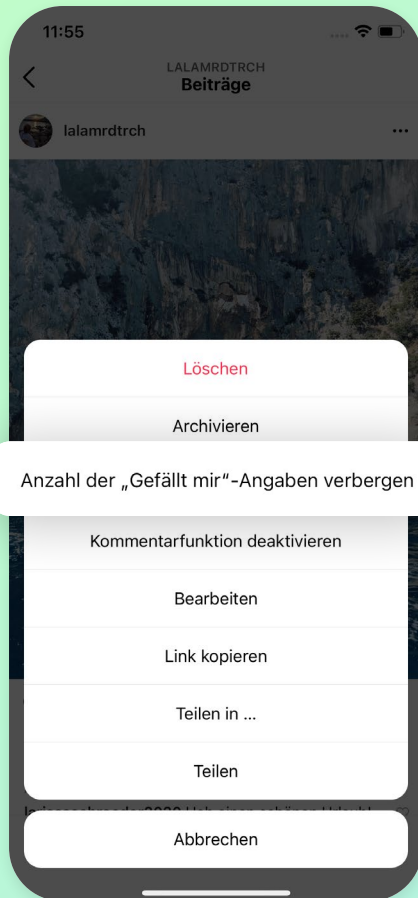 11:55
LALAMRDTRCH
Beiträge
lalamrdtrch
Löschen
Archivieren
Anzahl der „Gefällt mir“-Angaben verbergen
Kommentarfunktion deaktivieren
Bearbeiten
Link kopieren
Teilen in ...
Teilen
Abbrechen